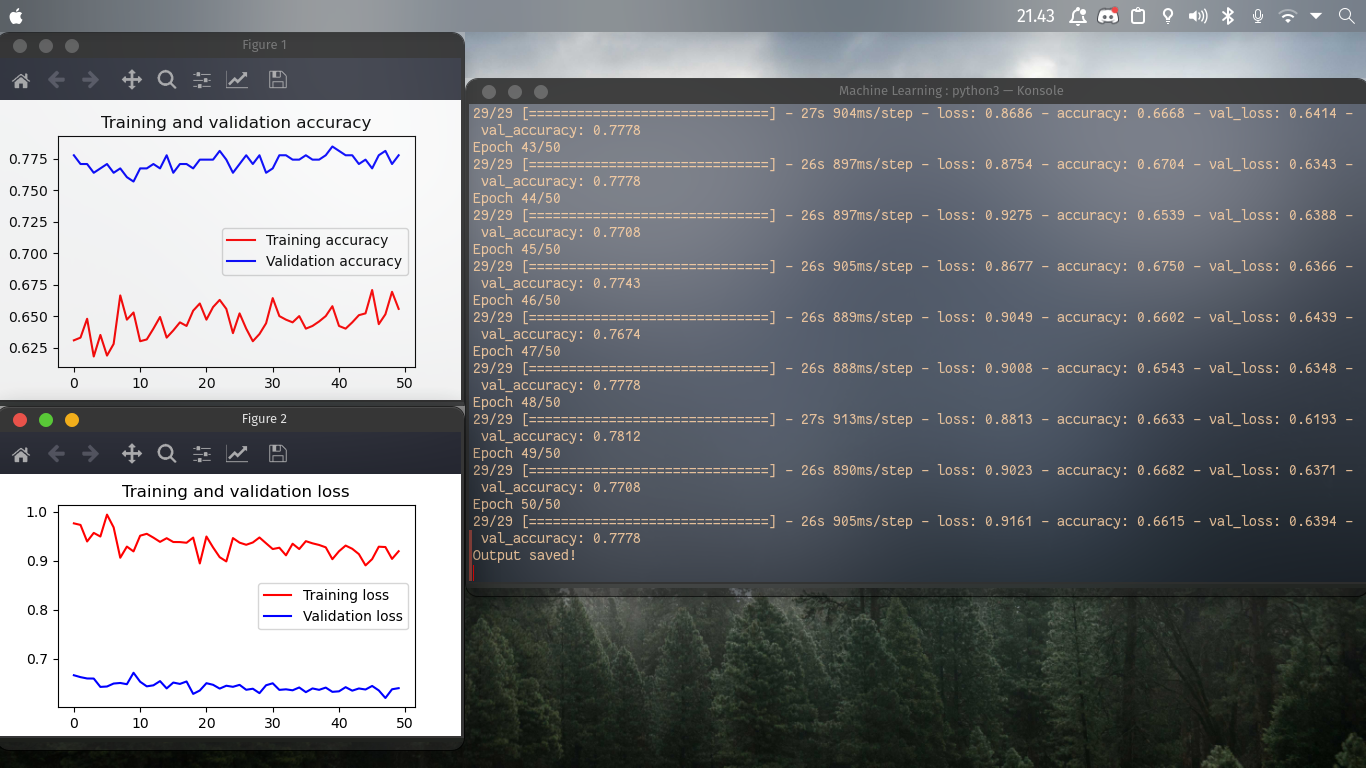 21.43
Figure 1
Training and validation accuracy
0.775
0.750
0.725
0.700
0.675
0.650
0.625
Training accuracy
Validation accuracy
0 10 20 30 40 50
Figure 2
Training and validation loss
1.0
0.9
0.8
0.7
Training loss
Validation loss
0 10 20 30 40 50
Machine Learning : python3 — Konsole
29/29 [==============================] - 27s 904ms/step - loss: 0.8686 - accuracy: 0.6668 - val_loss: 0.6414 -
val_accuracy: 0.7778
Epoch 43/50
29/29 [==============================] - 26s 897ms/step - loss: 0.8754 - accuracy: 0.6704 - val_loss: 0.6343 -
val_accuracy: 0.7778
Epoch 44/50
29/29 [==============================] - 26s 897ms/step - loss: 0.9275 - accuracy: 0.6539 - val_loss: 0.6388 -
val_accuracy: 0.7708
Epoch 45/50
29/29 [==============================] - 26s 905ms/step - loss: 0.8677 - accuracy: 0.6750 - val_loss: 0.6366 -
val_accuracy: 0.7743
Epoch 46/50
29/29 [==============================] - 26s 889ms/step - loss: 0.9049 - accuracy: 0.6602 - val_loss: 0.6439 -
val_accuracy: 0.7674
Epoch 47/50
29/29 [==============================] - 26s 888ms/step - loss: 0.9008 - accuracy: 0.6543 - val_loss: 0.6348 -
val_accuracy: 0.7778
Epoch 48/50
29/29 [==============================] - 27s 913ms/step - loss: 0.8813 - accuracy: 0.6633 - val_loss: 0.6193 -
val_accuracy: 0.7812
Epoch 49/50
29/29 [==============================] - 26s 890ms/step - loss: 0.9023 - accuracy: 0.6682 - val_loss: 0.6371 -
val_accuracy: 0.7708
Epoch 50/50
29/29 [==============================] - 26s 905ms/step - loss: 0.9161 - accuracy: 0.6615 - val_loss: 0.6394 -
val_accuracy: 0.7778
Output saved!